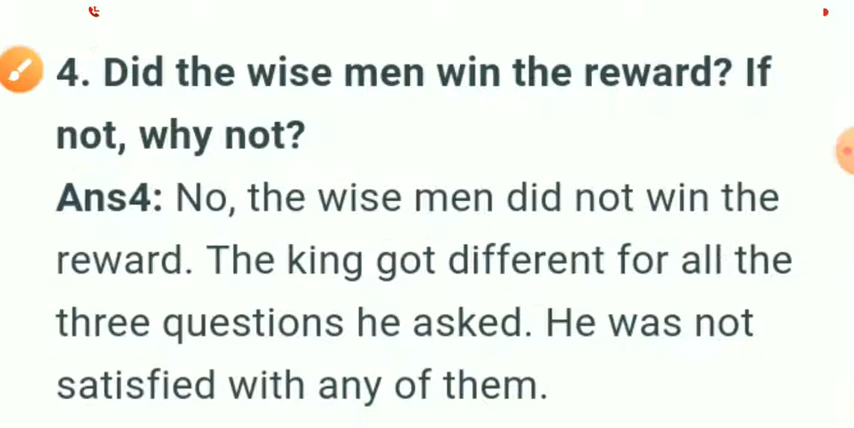 4. Did the wise men win the reward? If
not, why not?
Ans4: No, the wise men did not win the
reward. The king got different for all the
three questions he asked. He was not
satisfied with any of them.